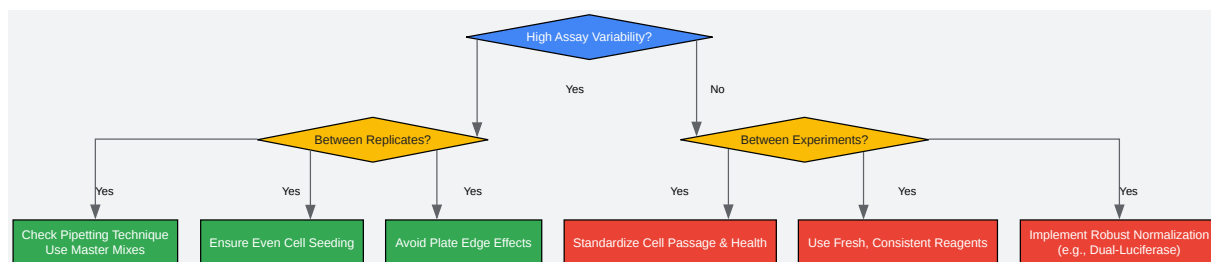 High Assay Variability?
Yes
No
Between Replicates?
Between Experiments?
Yes
Yes
Yes
Yes
Yes
Yes
Check Pipetting Technique
Use Master Mixes
Ensure Even Cell Seeding
Avoid Plate Edge Effects
Standardize Cell Passage & Health
Use Fresh, Consistent Reagents
Implement Robust Normalization
(e.g., Dual-Luciferase)